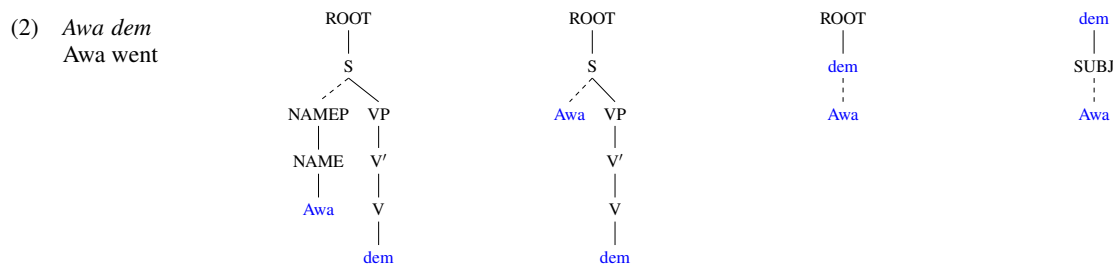 (2) Awa dem
Awa went
ROOT ROOT ROOT dem
S S dem SUBJ
NAMEP VP Awa VP Awa Awa
NAME V′ V′
Awa V V
dem dem